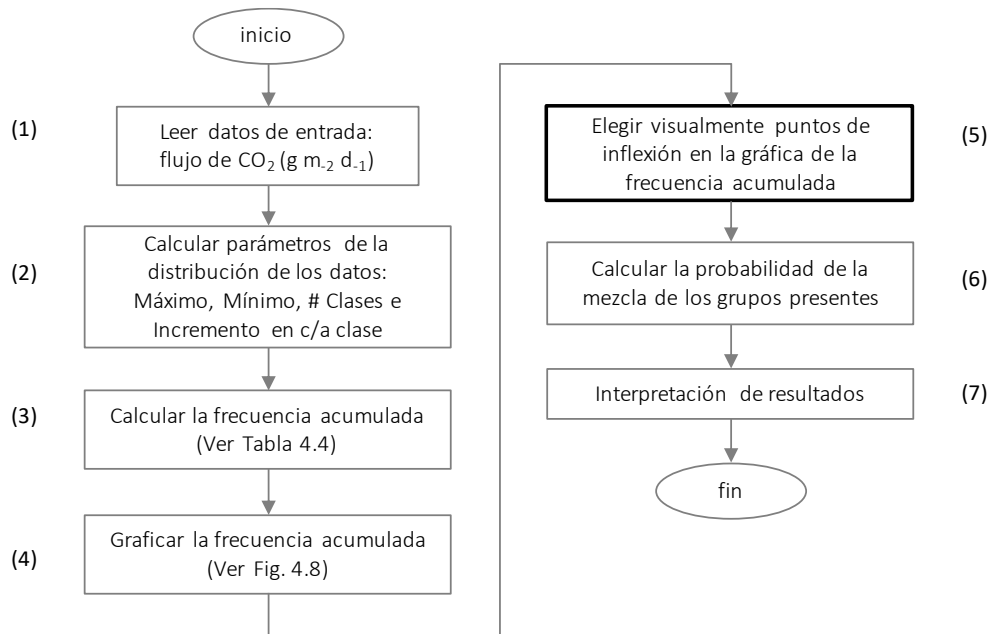 inicio
(1)
Leer datos de entrada:
flujo de CO₂ (g m₋₂ d₋₁)
(2)
Calcular parámetros de la
distribución de los datos:
Máximo, Mínimo, # Clases e
Incremento en c/a clase
(3)
Calcular la frecuencia acumulada
(Ver Tabla 4.4)
(4)
Graficar la frecuencia acumulada
(Ver Fig. 4.8)
Elegir visualmente puntos de
inflexión en la gráfica de la
frecuencia acumulada
(5)
Calcular la probabilidad de la
mezcla de los grupos presentes
(6)
Interpretación de resultados
(7)
fin